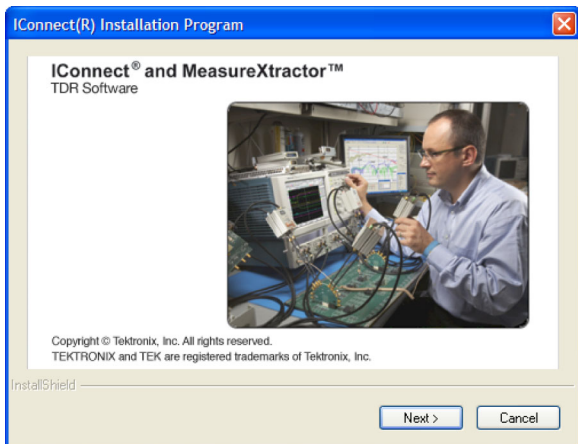 IConnect(R) Installation Program
IConnect® and MeasureXtractor™
TDR Software
Copyright © Tektronix, Inc. All rights reserved.
TEKTRONIX and TEK are registered trademarks of Tektronix, Inc.
InstallShield
Next >
Cancel